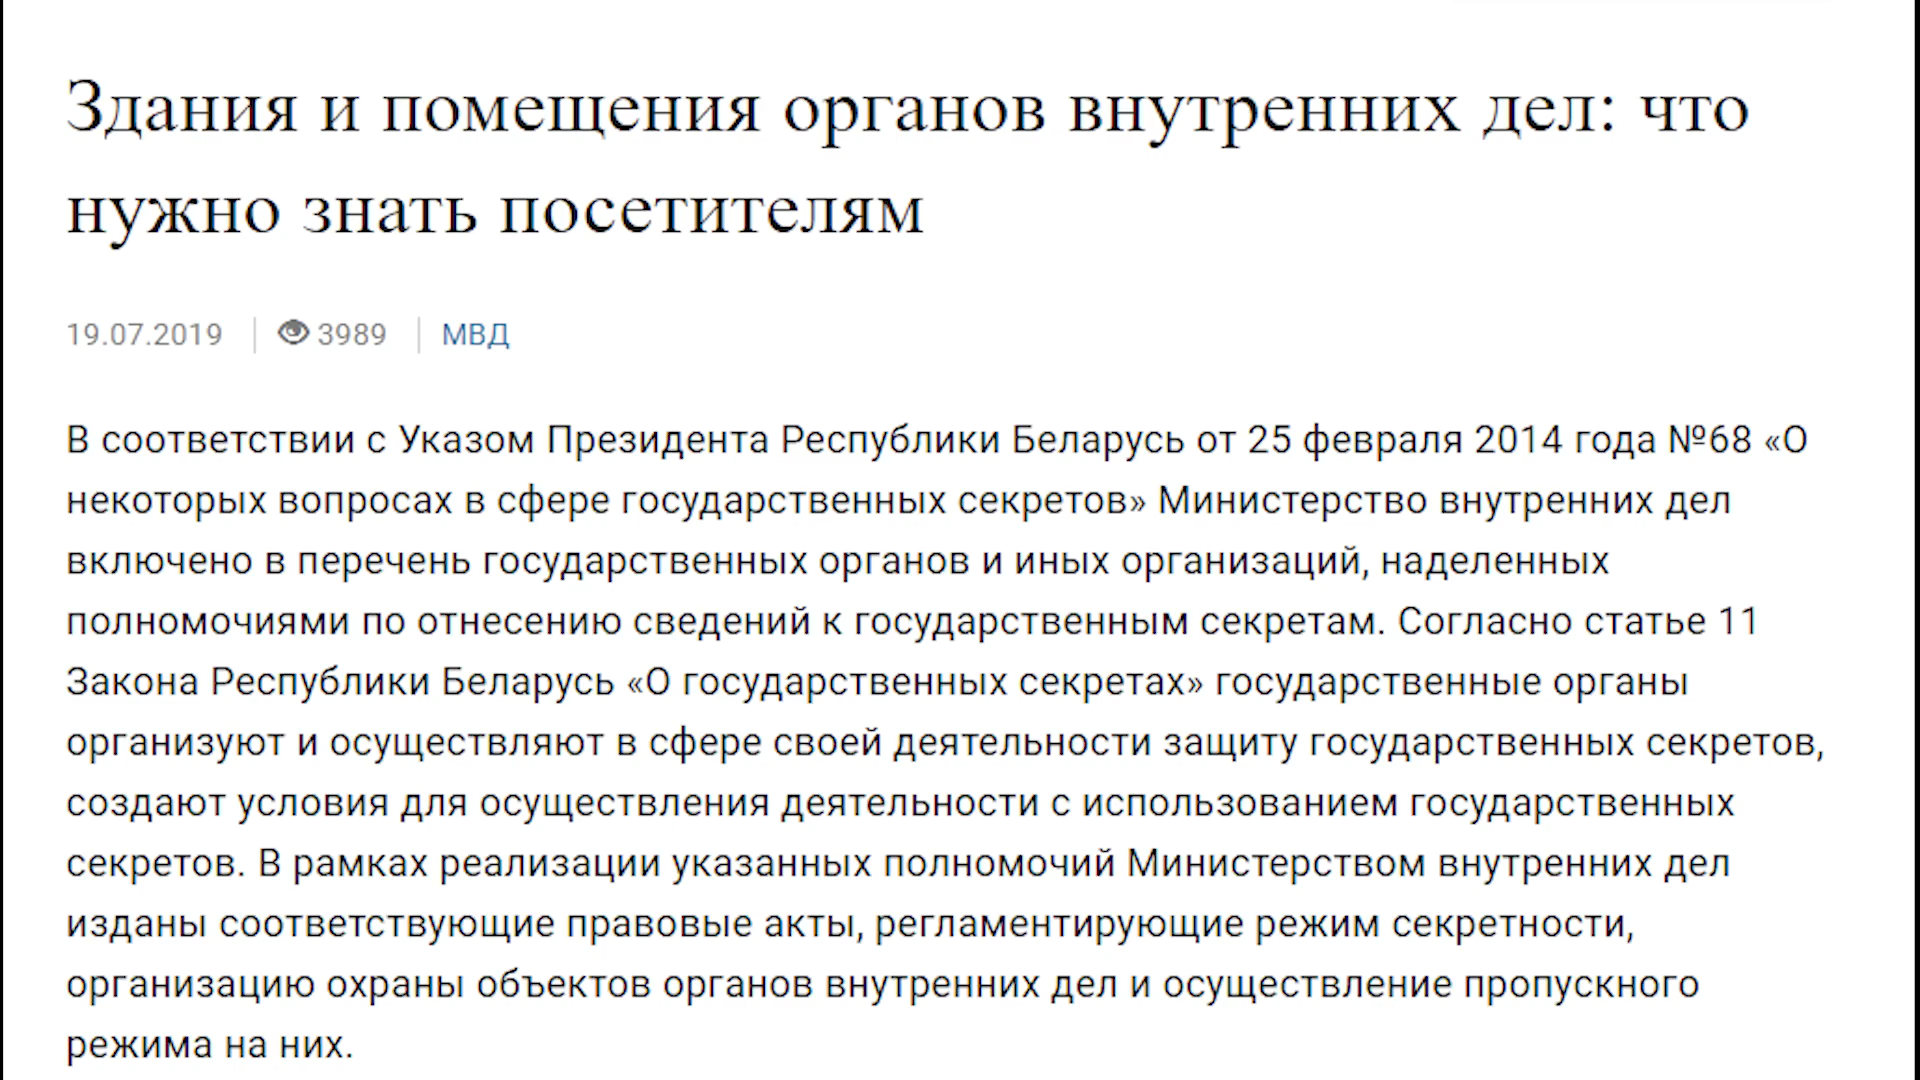 Здания и помещения органов внутренних дел: что
нужно знать посетителям
19.07.2019 3989 МВД
В соответствии с Указом Президента Республики Беларусь от 25 февраля 2014 года №68 «О
некоторых вопросах в сфере государственных секретов» Министерство внутренних дел
включено в перечень государственных органов и иных организаций, наделенных
полномочиями по отнесению сведений к государственным секретам. Согласно статье 11
Закона Республики Беларусь «О государственных секретах» государственные органы
организуют и осуществляют в сфере своей деятельности защиту государственных секретов,
создают условия для осуществления деятельности с использованием государственных
секретов. В рамках реализации указанных полномочий Министерством внутренних дел
изданы соответствующие правовые акты, регламентирующие режим секретности,
организацию охраны объектов органов внутренних дел и осуществление пропускного
режима на них.